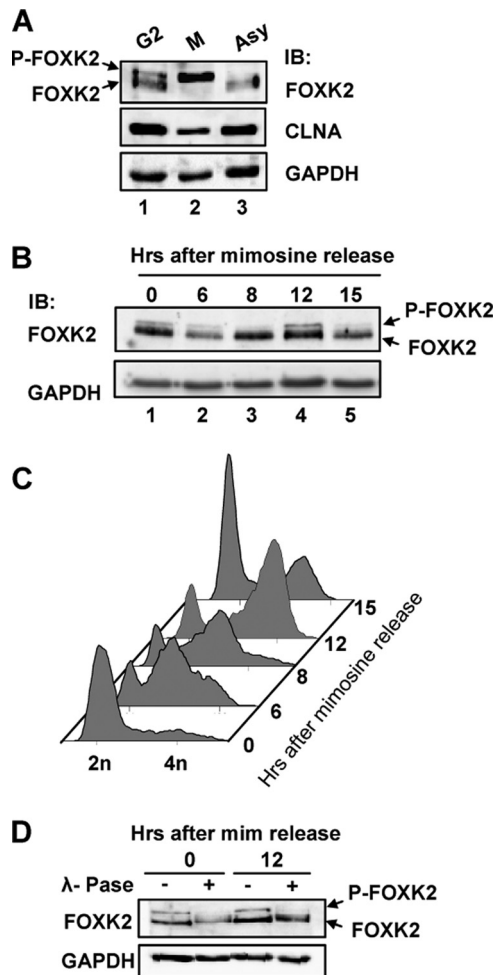 A
G2 M Asy
P-FOXK2
IB:
FOXK2
FOXK2
CLNA
GAPDH
1 2 3
B
Hrs after mimosine release
IB:
0 6 8 12 15
P-FOXK2
FOXK2
FOXK2
GAPDH
1 2 3 4 5
C
15
12
8
6
0
Hrs after mimosine release
2n 4n
D
Hrs after mim release
0 12
λ- Pase - + - +
P-FOXK2
FOXK2
FOXK2
GAPDH